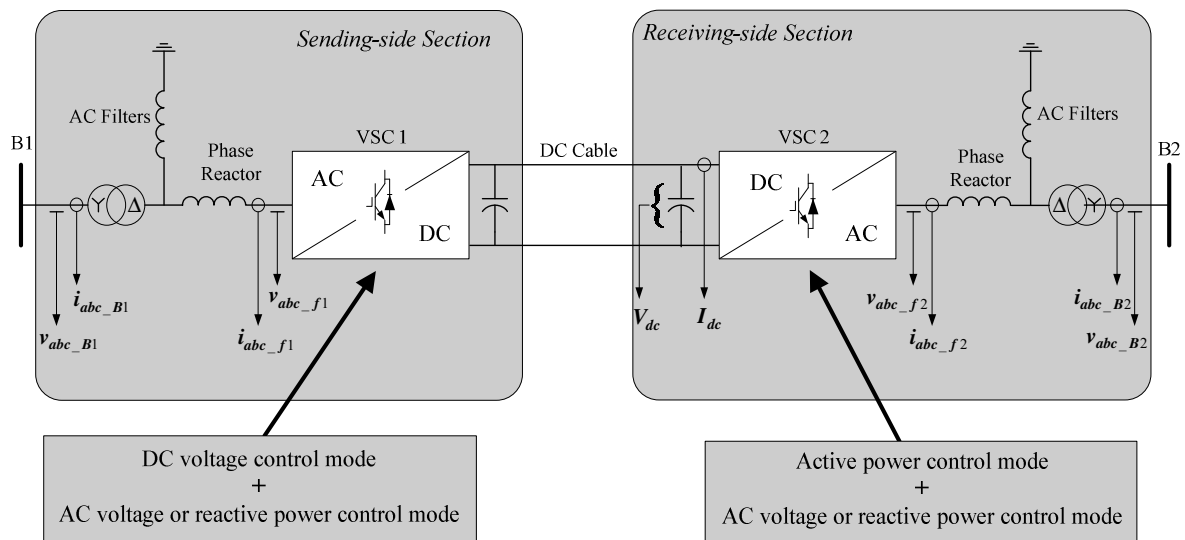 Sending-side Section
Receiving-side Section
AC Filters
AC Filters
B1
Phase
Reactor
VSC 1
DC Cable
VSC 2
Phase
Reactor
B2
AC
DC
DC
AC
Y Δ
Δ Y
{
v_abc_B1
i_abc_B1
i_abc_f1
v_abc_f1
V_dc
I_dc
v_abc_f2
i_abc_f2
i_abc_B2
v_abc_B2
DC voltage control mode
+
AC voltage or reactive power control mode
Active power control mode
+
AC voltage or reactive power control mode